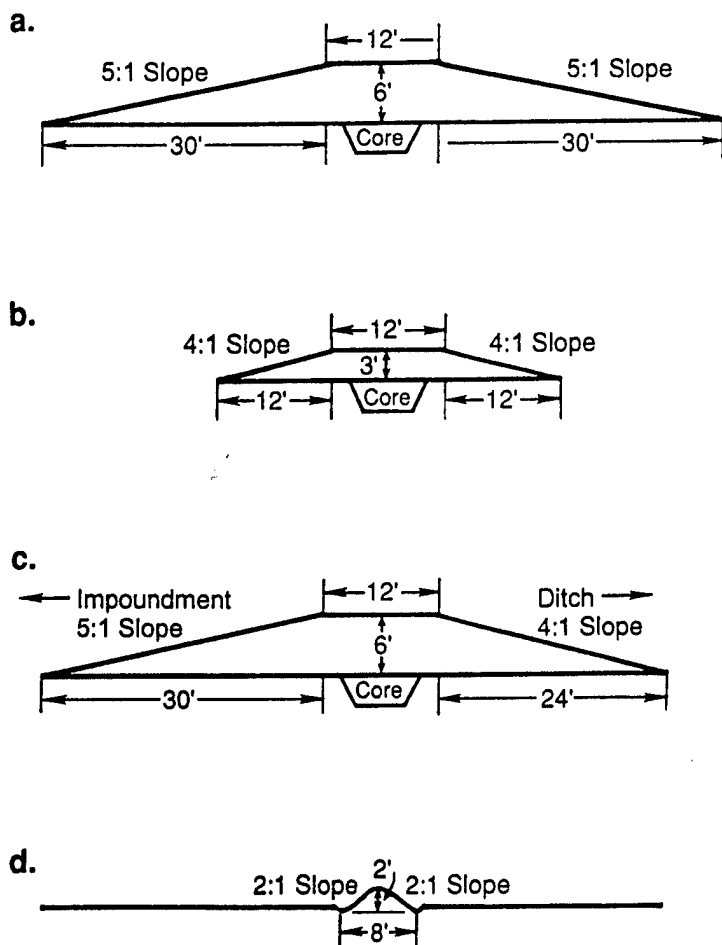 a.
12'
5:1 Slope
5:1 Slope
6'
Core
30'
30'
b.
12'
4:1 Slope
4:1 Slope
3'
12'
Core
12'
c.
12'
Impoundment
Ditch
5:1 Slope
4:1 Slope
6'
Core
30'
24'
d.
2'
2:1 Slope
2:1 Slope
8'